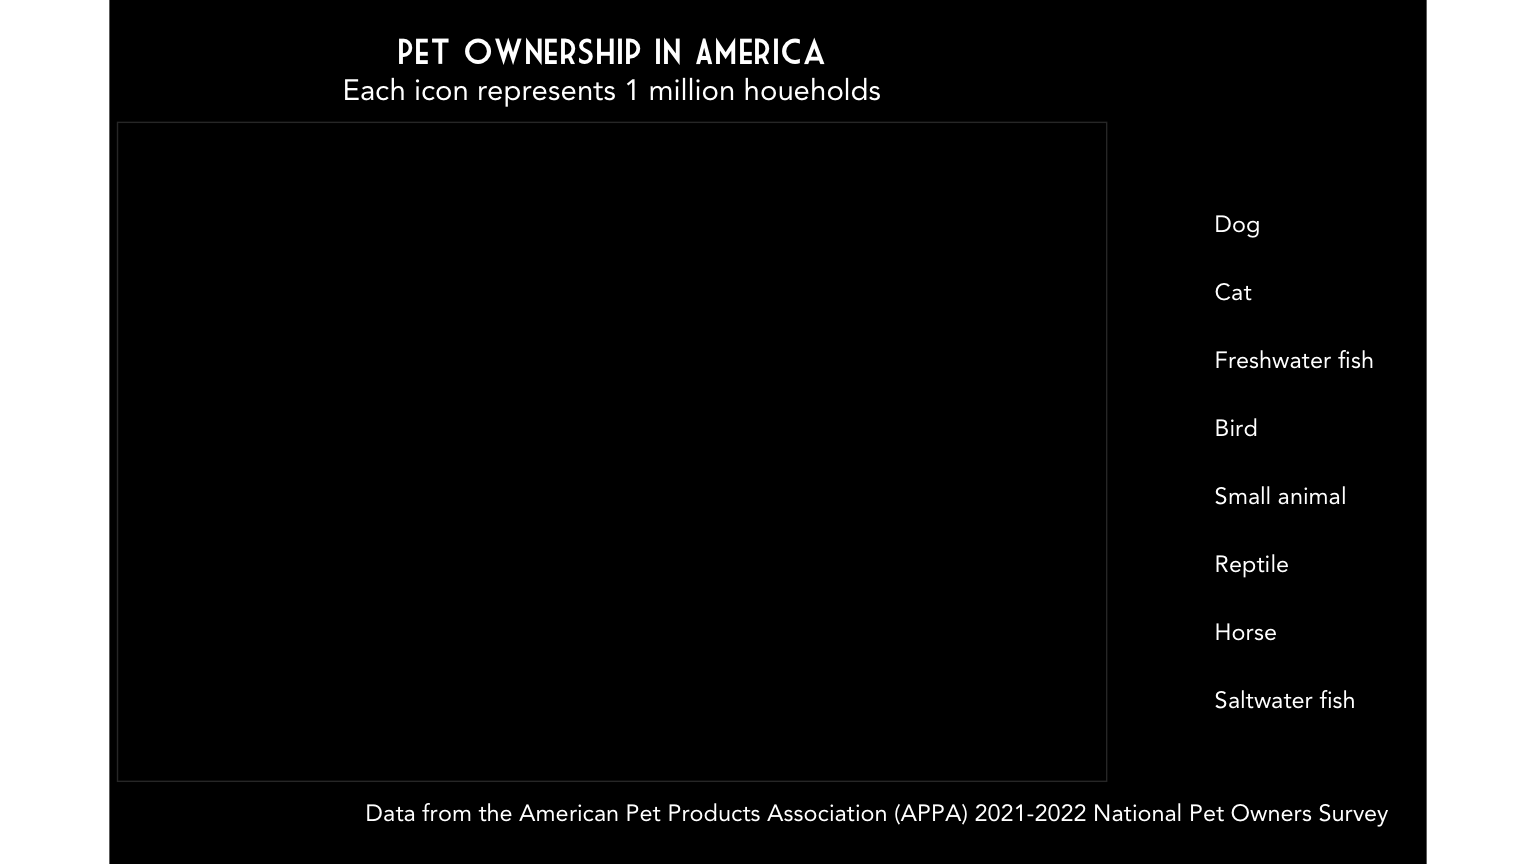 PET OWNERSHIP IN AMERICA
Each icon represents 1 million houeholds
Dog
Cat
Freshwater fish
Bird
Small animal
Reptile
Horse
Saltwater fish
Data from the American Pet Products Association (APPA) 2021-2022 National Pet Owners Survey